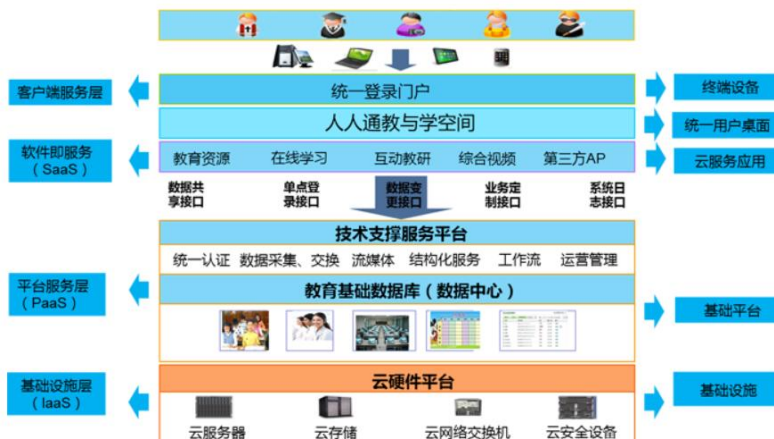 客户端服务层
统一登录门户
终端设备
人人通教与学空间
统一用户桌面
软件即服务
（SaaS）
教育资源 在线学习 互动教研 综合视频 第三方AP
云服务应用
数据共
享接口
单点登
录接口
数据变
更接口
业务定
制接口
系统日
志接口
技术支撑服务平台
统一认证 数据采集、交换 流媒体 结构化服务 工作流 运营管理
平台服务层
（PaaS）
教育基础数据库（数据中心）
基础平台
基础设施层
（IaaS）
云硬件平台
基础设施
云服务器 云存储 云网络交换机 云安全设备